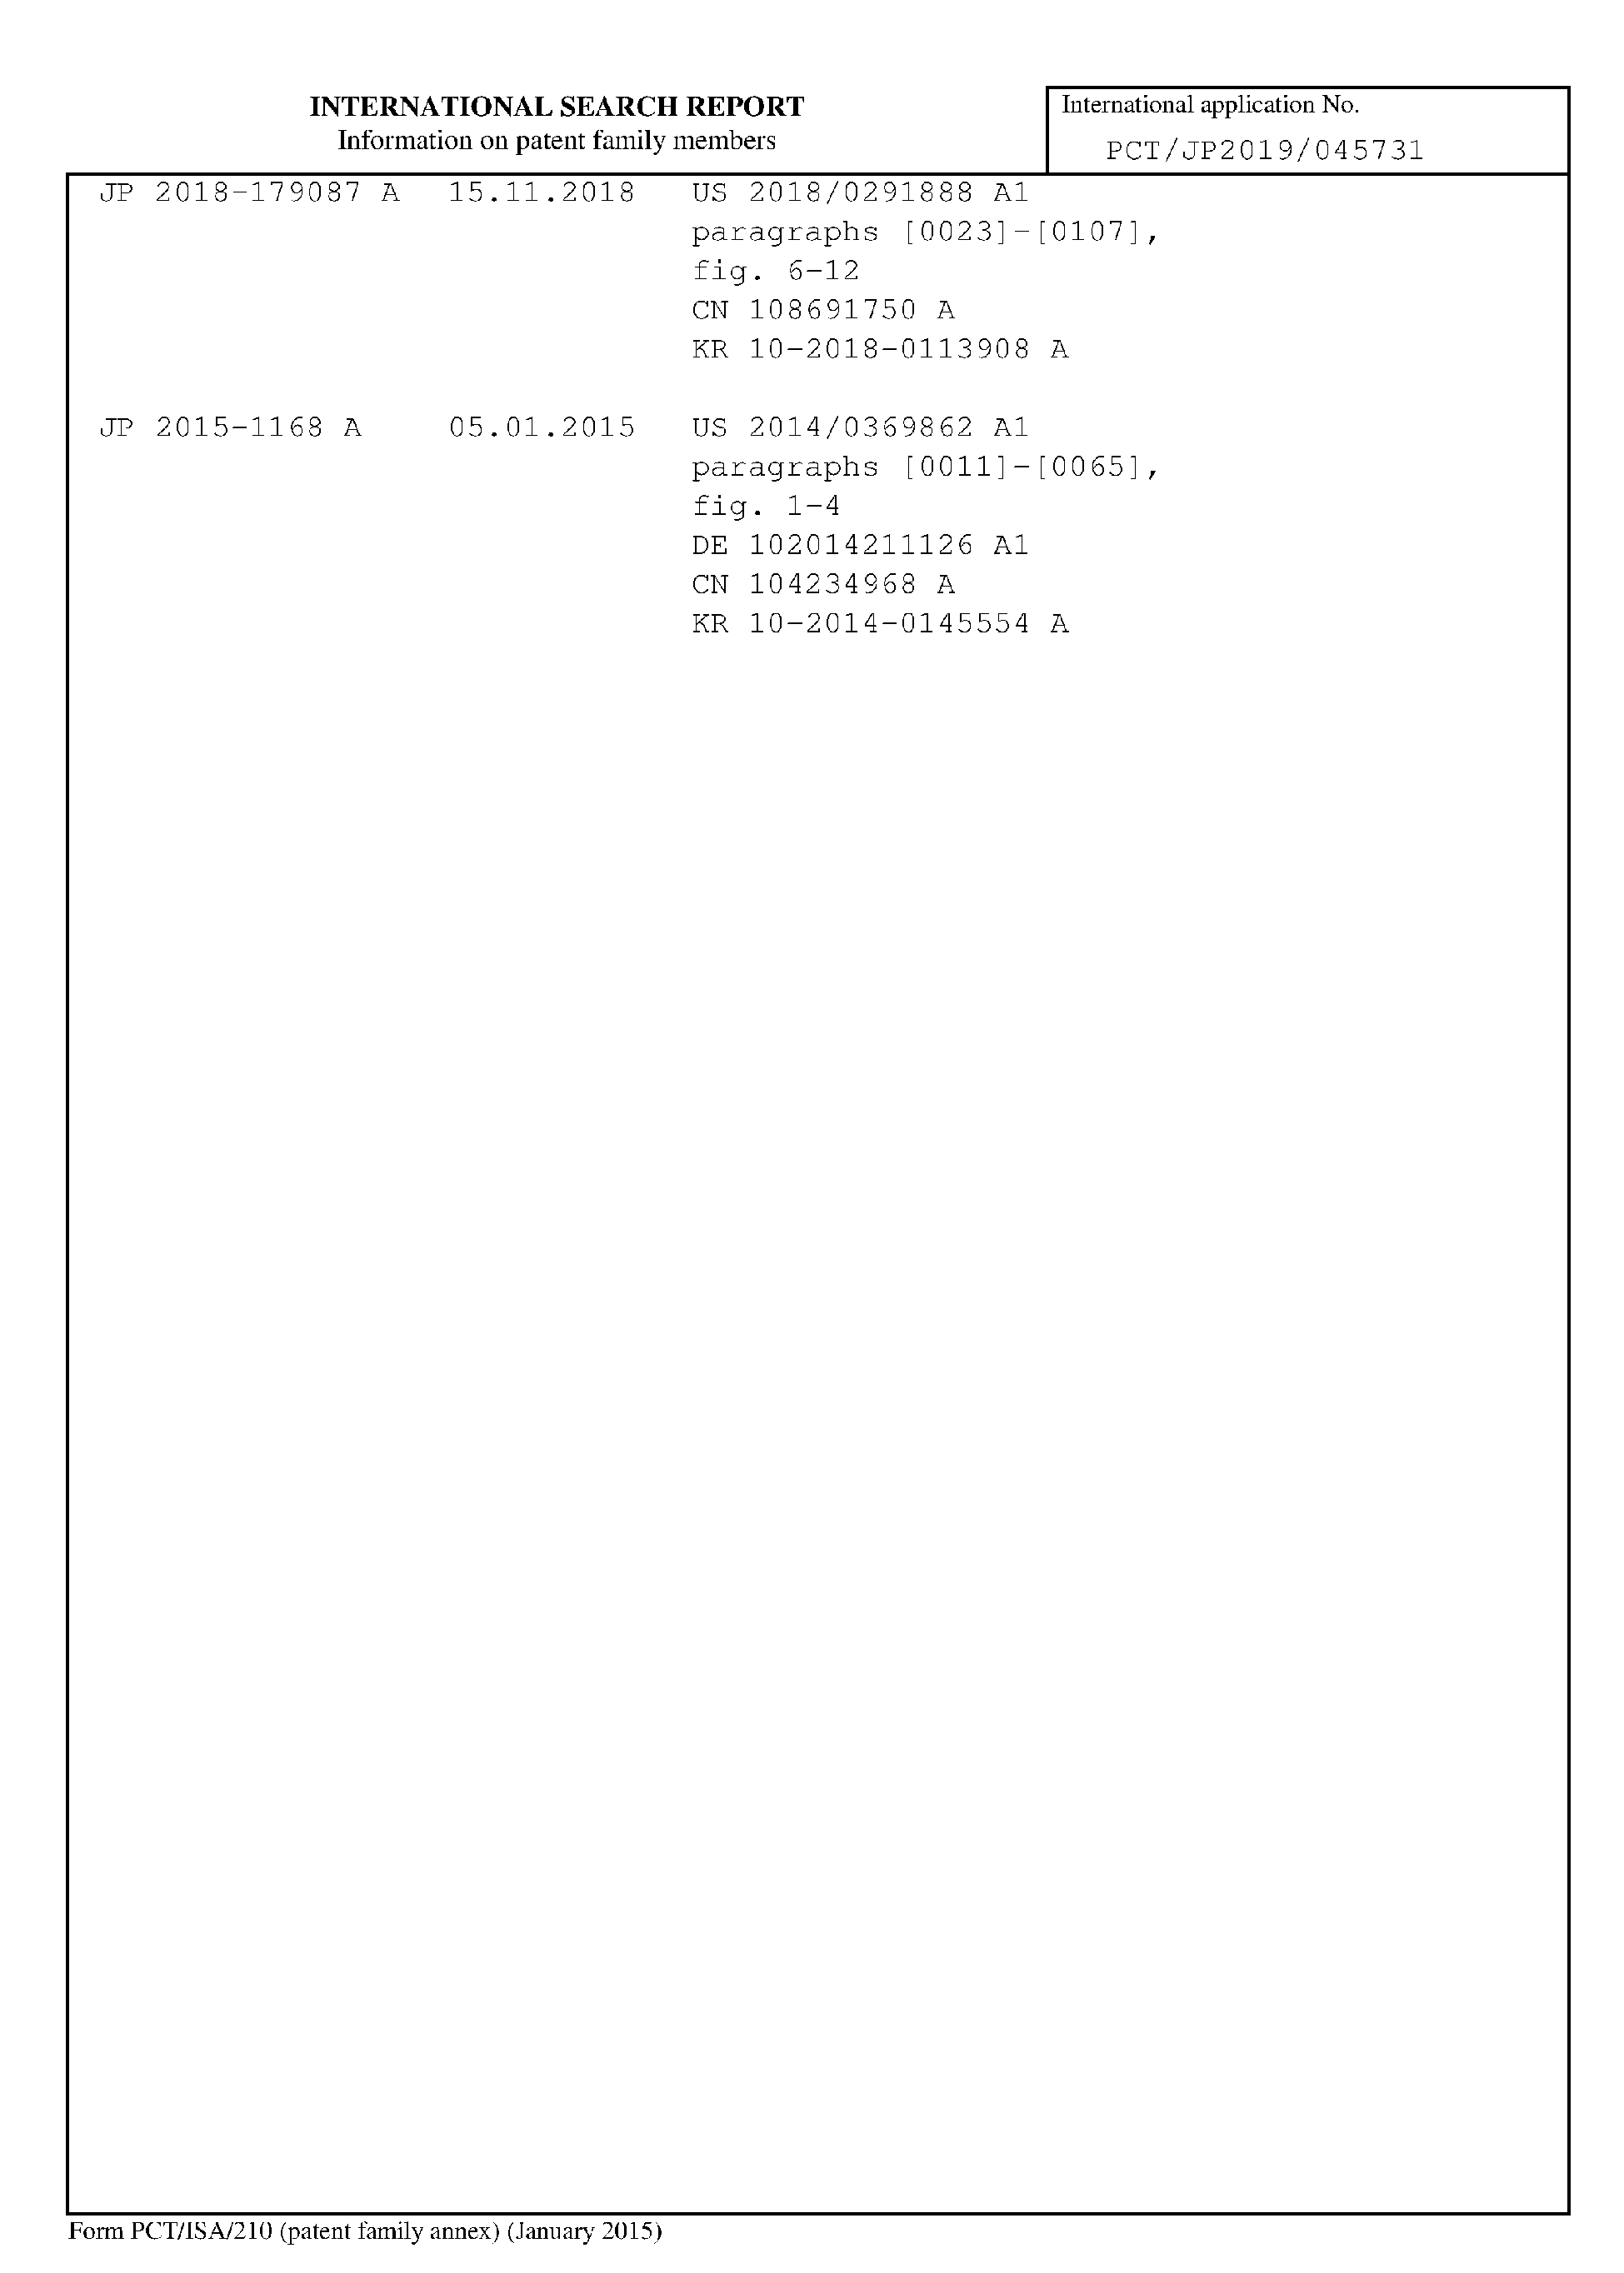 INTERNATIONAL SEARCH REPORT
Information on patent family members
International application No.
PCT/JP2019/045731
JP 2018-179087 A 15.11.2018 US 2018/0291888 A1
paragraphs [0023]-[0107],
fig. 6-12
CN 108691750 A
KR 10-2018-0113908 A
JP 2015-1168 A 05.01.2015 US 2014/0369862 A1
paragraphs [0011]-[0065],
fig. 1-4
DE 102014211126 A1
CN 104234968 A
KR 10-2014-0145554 A
Form PCT/ISA/210 (patent family annex) (January 2015)